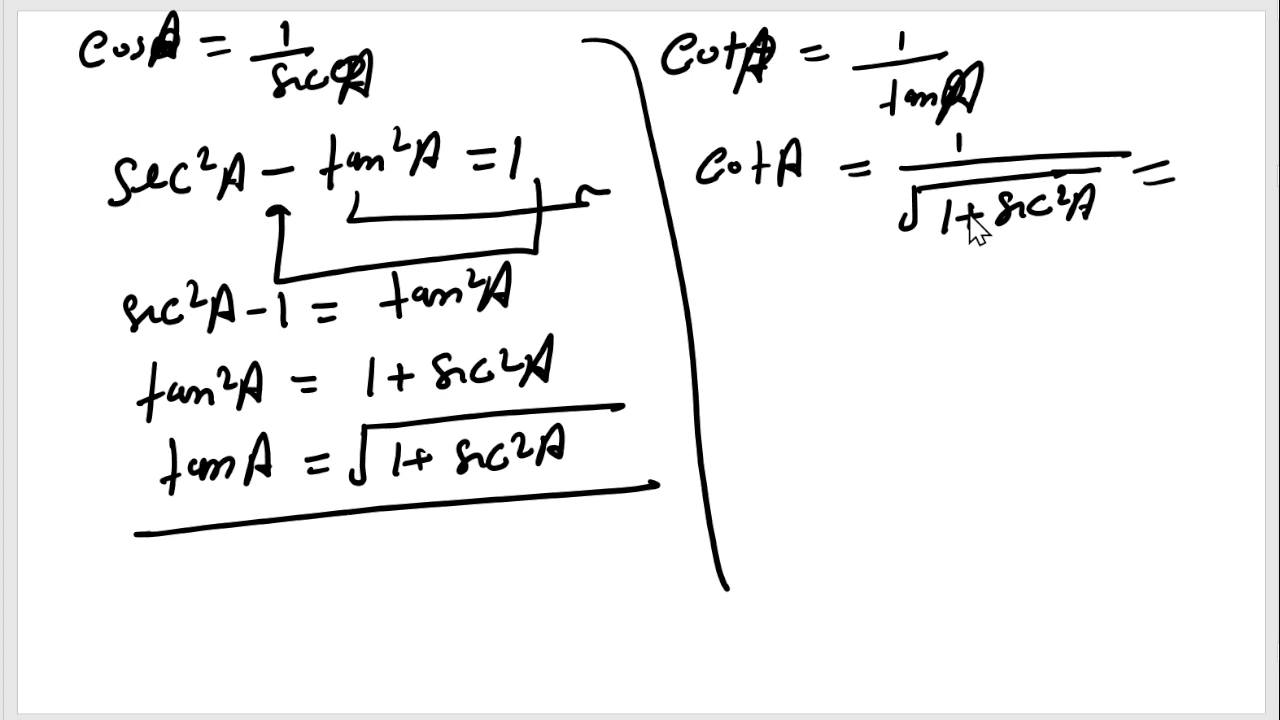 cosA = 1/secA
sec²A - tan²A = 1
sec²A - 1 = tan²A
tan²A = 1 + sec²A
tanA = √(1 + sec²A)
cotA = 1/tanA
cotA = 1/√(1 + sec²A) =